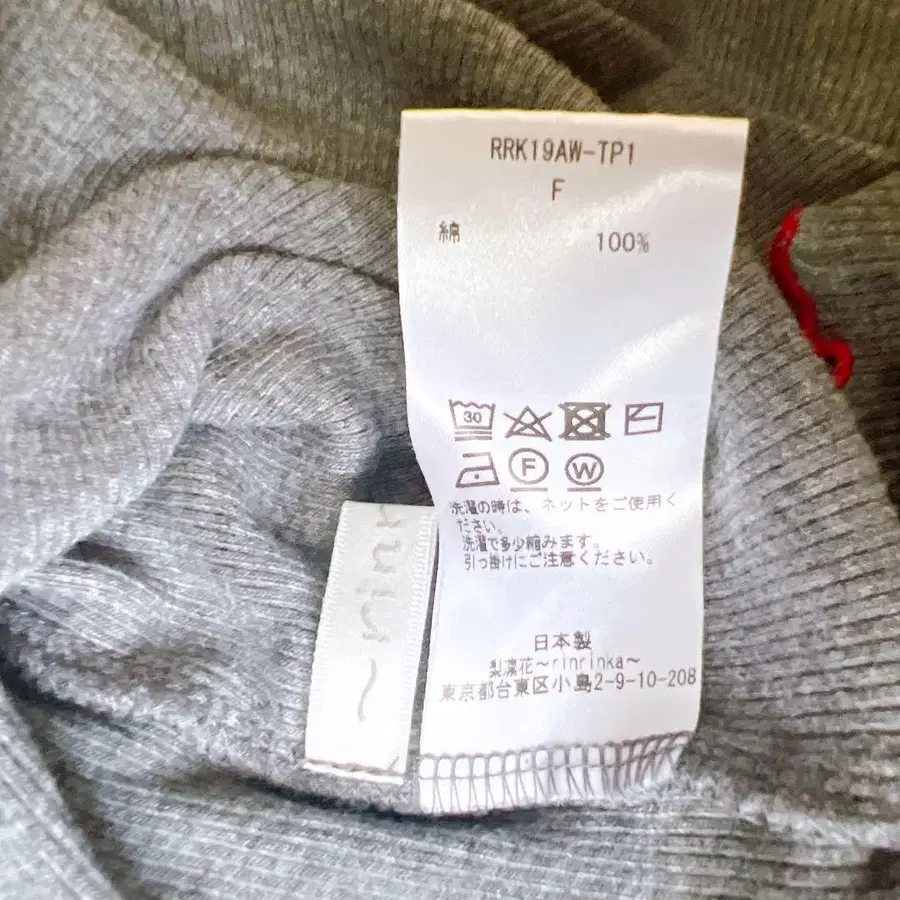 RRK19AW-TP1
F
綿 100%
30
F W
洗濯の時は、ネットをご使用く
ださい。
洗濯で多少縮みます。
引っ掛けにご注意ください。
日本製
梨凛花～rinrinka～
東京都台東区小島2-9-10-208
～rinrin